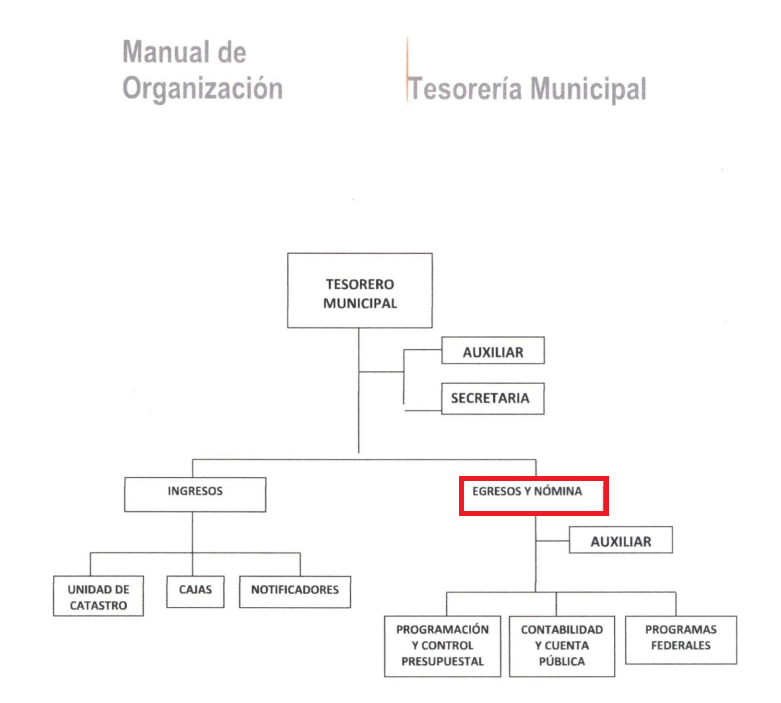 Manual de
Organización
Tesorería Municipal
TESORERO
MUNICIPAL
AUXILIAR
SECRETARIA
INGRESOS
EGRESOS Y NÓMINA
AUXILIAR
UNIDAD DE
CATASTRO
CAJAS
NOTIFICADORES
PROGRAMACIÓN
Y CONTROL
PRESUPUESTAL
CONTABILIDAD
Y CUENTA
PÚBLICA
PROGRAMAS
FEDERALES